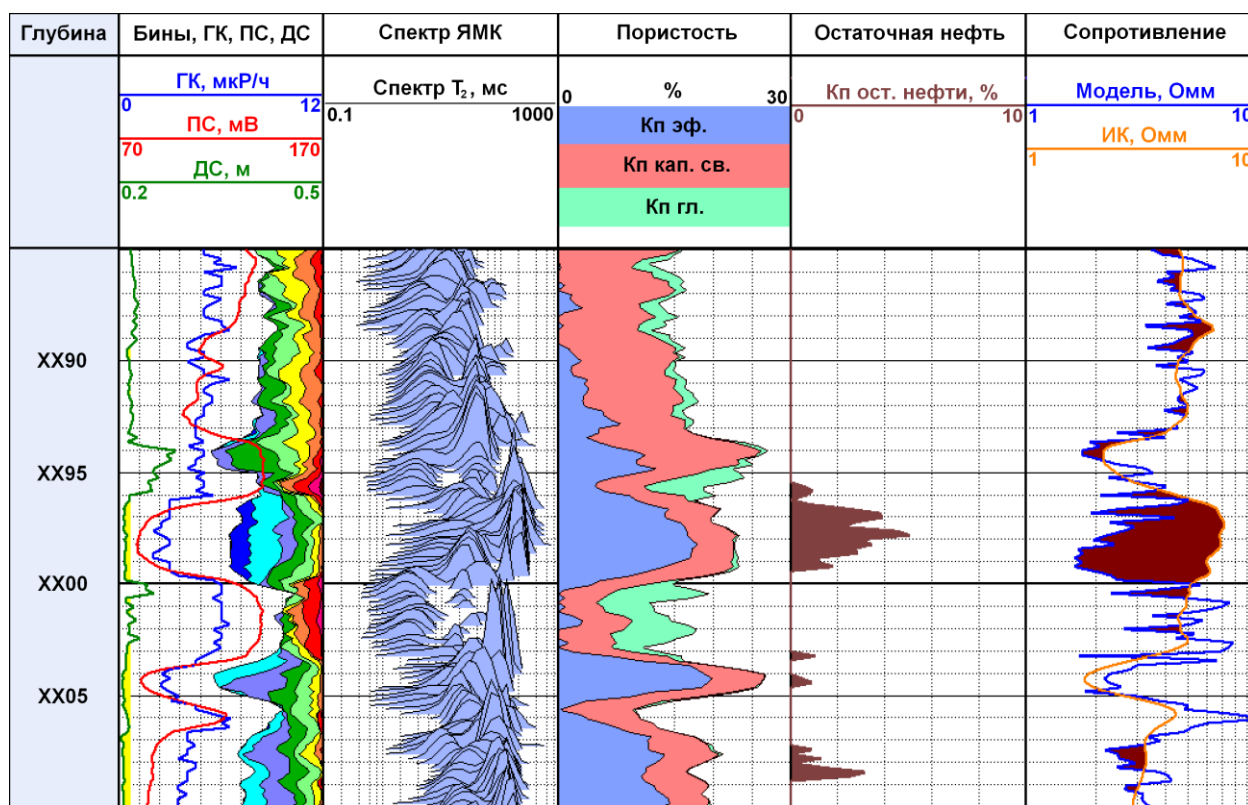 Глубина
Бины, ГК, ПС, ДС
Спектр ЯМК
Пористость
Остаточная нефть
Сопротивление
ГК, мкР/ч
0 12
ПС, мВ
70 170
ДС, м
0.2 0.5
Спектр T₂, мс
0.1 1000
%
0 30
Кп эф.
Кп кап. св.
Кп гл.
Кп ост. нефти, %
0 10
Модель, Омм
1 10
ИК, Омм
1 10
XX90
XX95
XX00
XX05